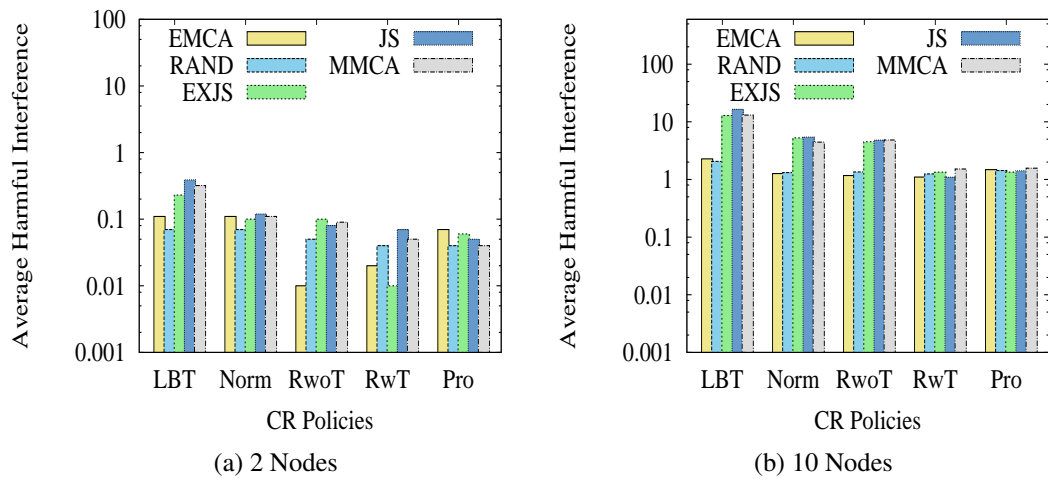 Average Harmful Interference
100
10
1
0.1
0.01
0.001
EMCA
RAND
EXJS
JS
MMCA
LBT Norm RwoT RwT Pro
CR Policies
(a) 2 Nodes
Average Harmful Interference
100
10
1
0.1
0.01
0.001
EMCA
RAND
EXJS
JS
MMCA
LBT Norm RwoT RwT Pro
CR Policies
(b) 10 Nodes